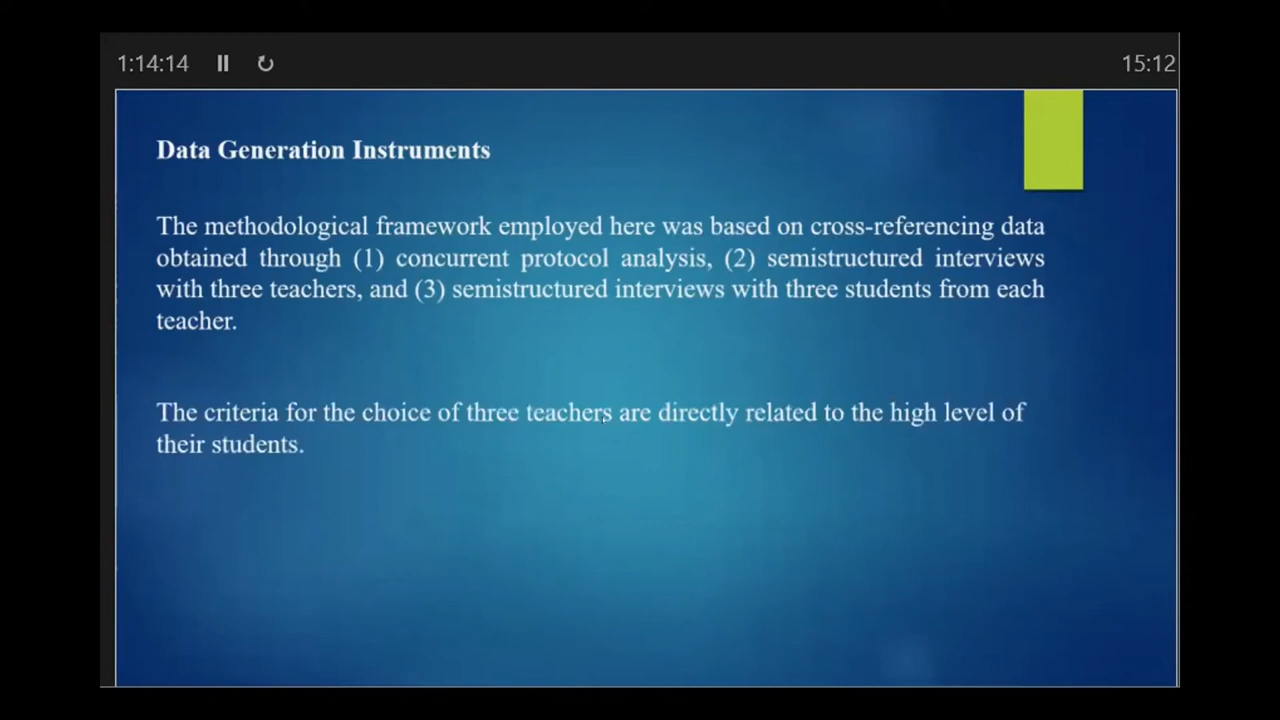 1:14:14
15:12
Data Generation Instruments
The methodological framework employed here was based on cross-referencing data
obtained through (1) concurrent protocol analysis, (2) semistructured interviews
with three teachers, and (3) semistructured interviews with three students from each
teacher.
The criteria for the choice of three teachers are directly related to the high level of
their students.